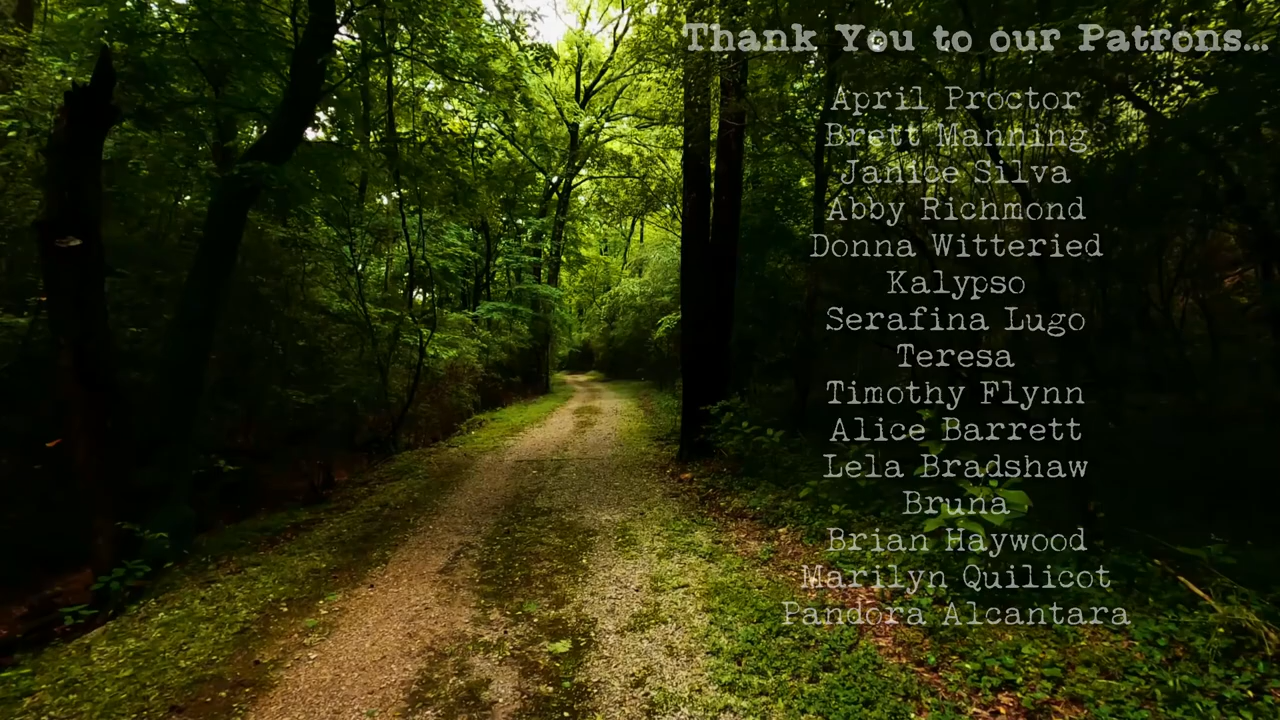 Thank You to our Patrons…
April Proctor
Brett Manning
Janice Silva
Abby Richmond
Donna Witteried
Kalypso
Serafina Lugo
Teresa
Timothy Flynn
Alice Barrett
Lela Bradshaw
Bruna
Brian Haywood
Marilyn Quilicot
Pandora Alcantara